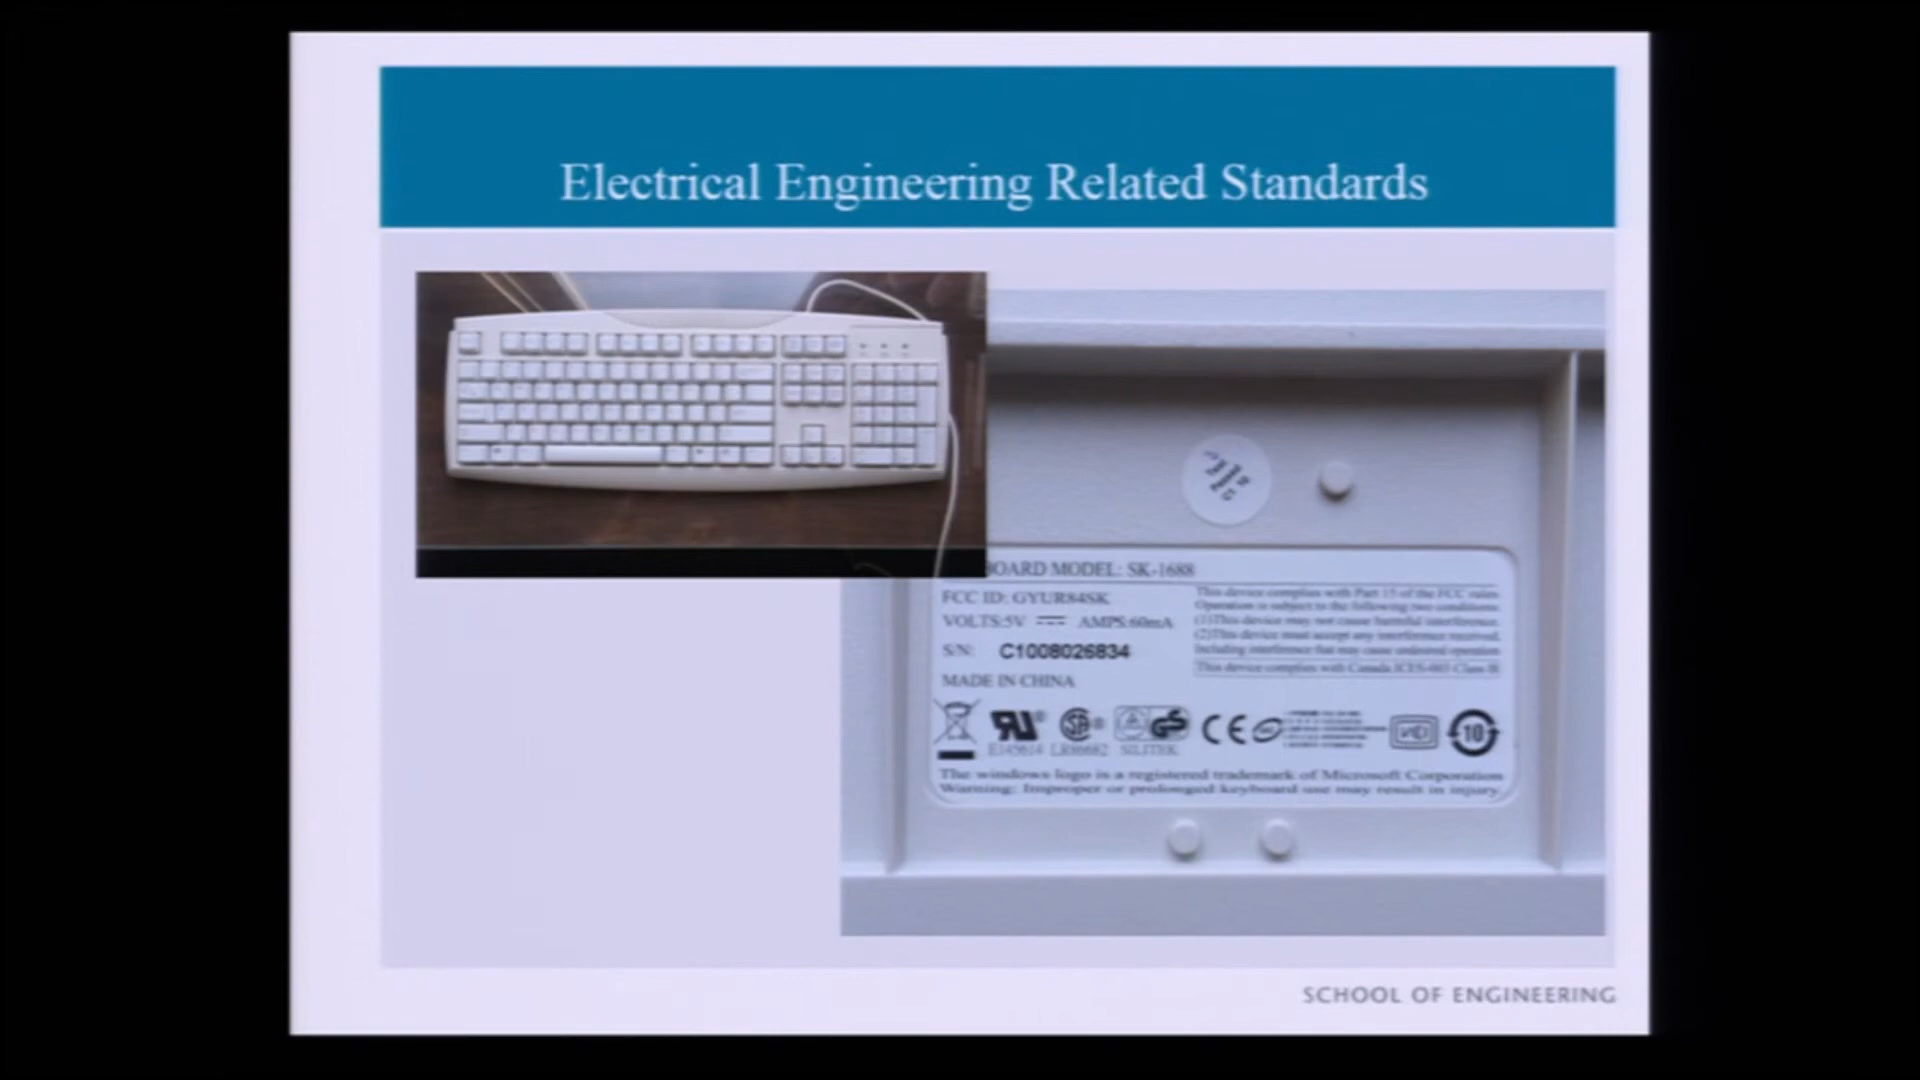 Electrical Engineering Related Standards
BOARD MODEL: SK-1688
FCC ID: GYUR84SK
VOLTS:5V AMPS:60mA
S/N: C1008026834
MADE IN CHINA
This device complies with Part 15 of the FCC rules.
Operation is subject to the following two conditions:
(1)This device may not cause harmful interference.
(2)This device must accept any interference received,
Including interference that may cause undesired operation
This device complies with Canada ICES-003 Class B
E145614 LR86682 SILITEK
CE
10
The windows logo is a registered trademark of Microsoft Corporation
Warning: Improper or prolonged keyboard use may result in injury.
SCHOOL OF ENGINEERING